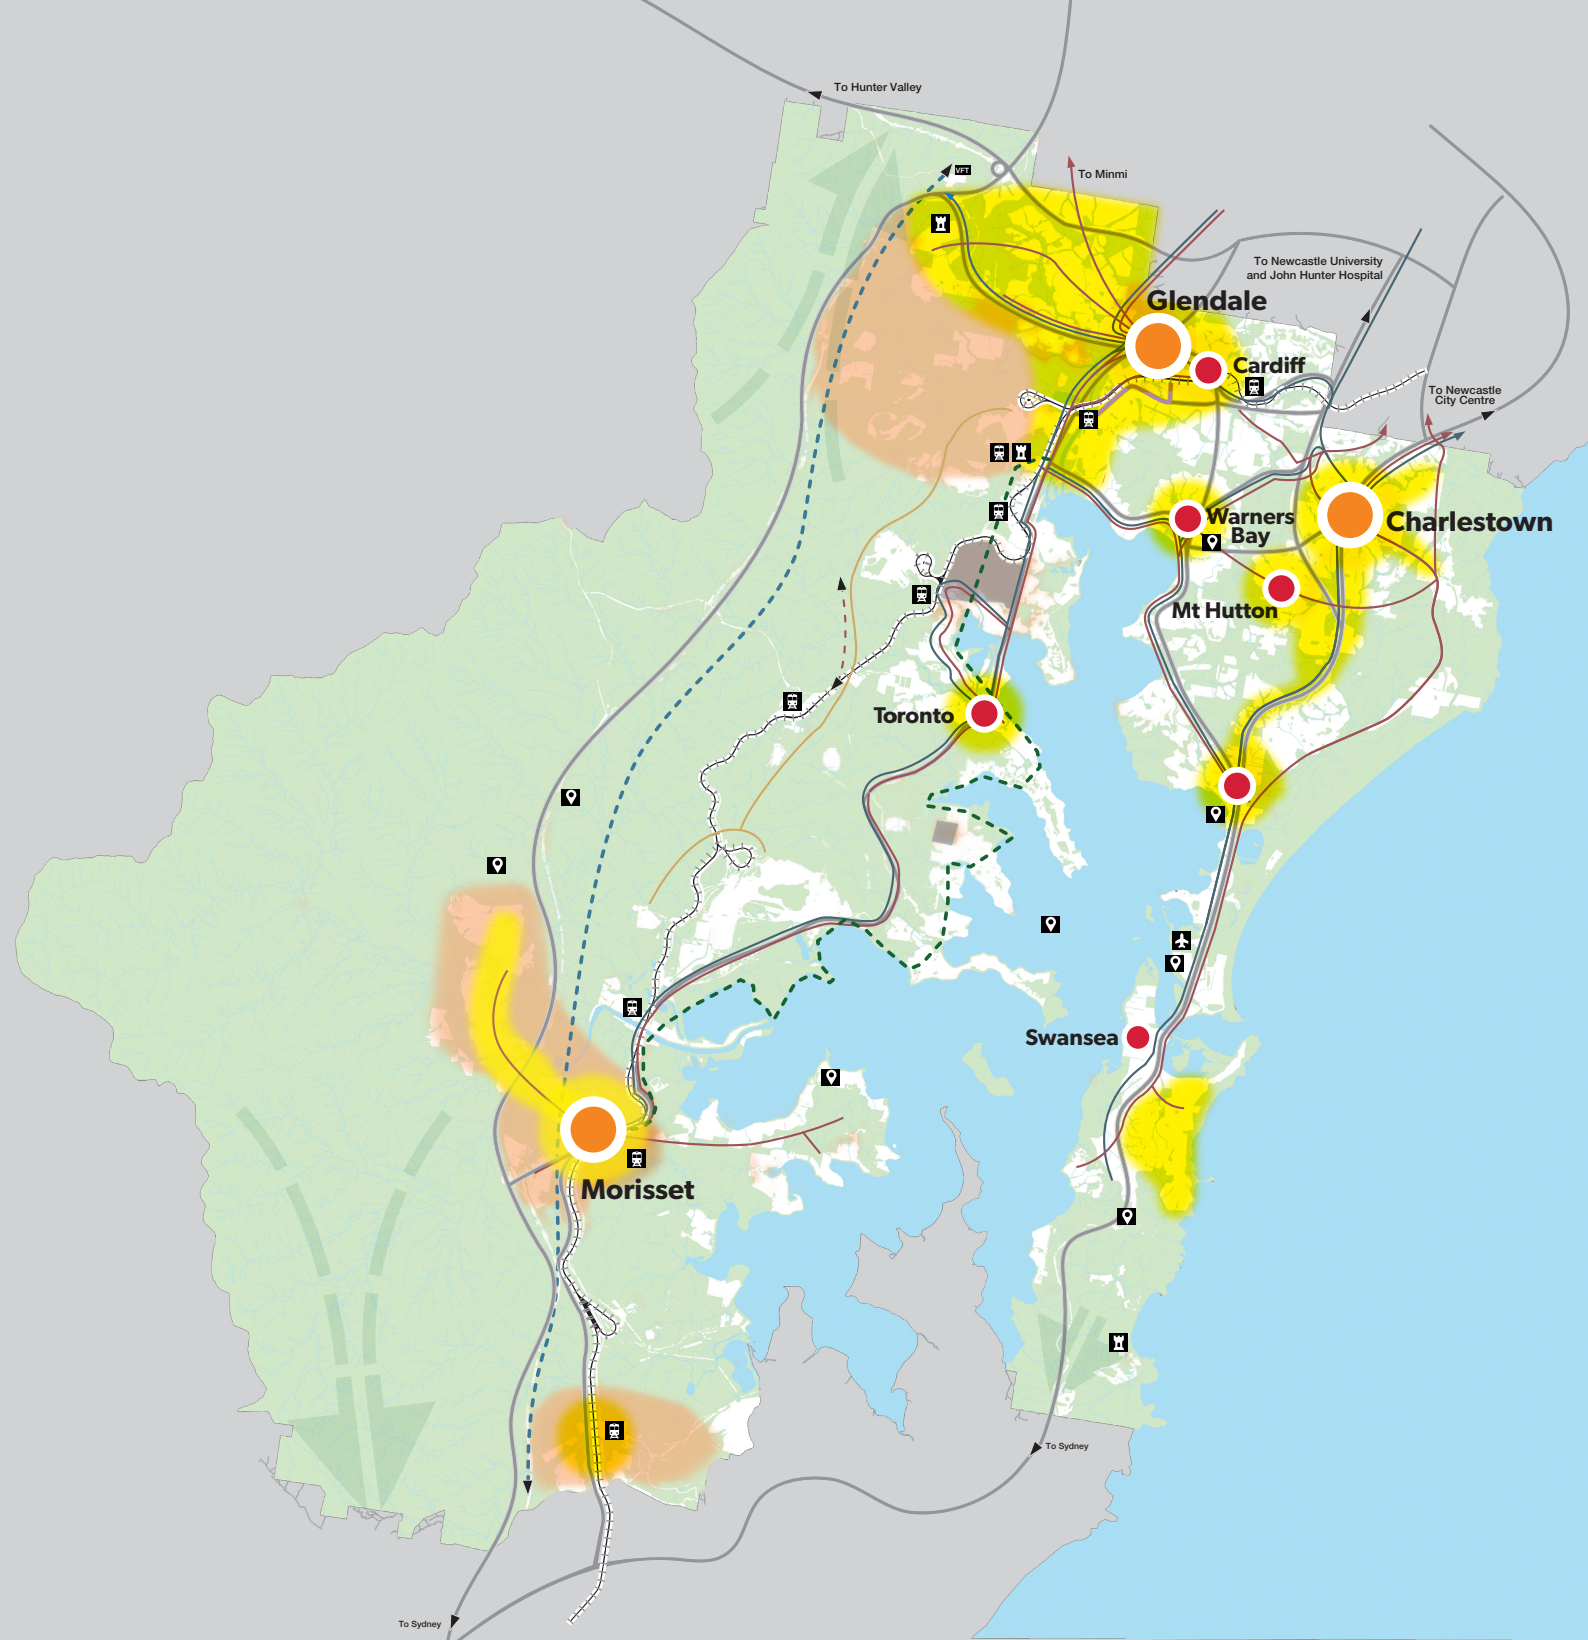 To Hunter Valley
VFT
To Minmi
To Newcastle University
and John Hunter Hospital
Glendale
Cardiff
To Newcastle
City Centre
Warners
Bay
Charlestown
Mt Hutton
Toronto
Swansea
Morisset
To Sydney
To Sydney